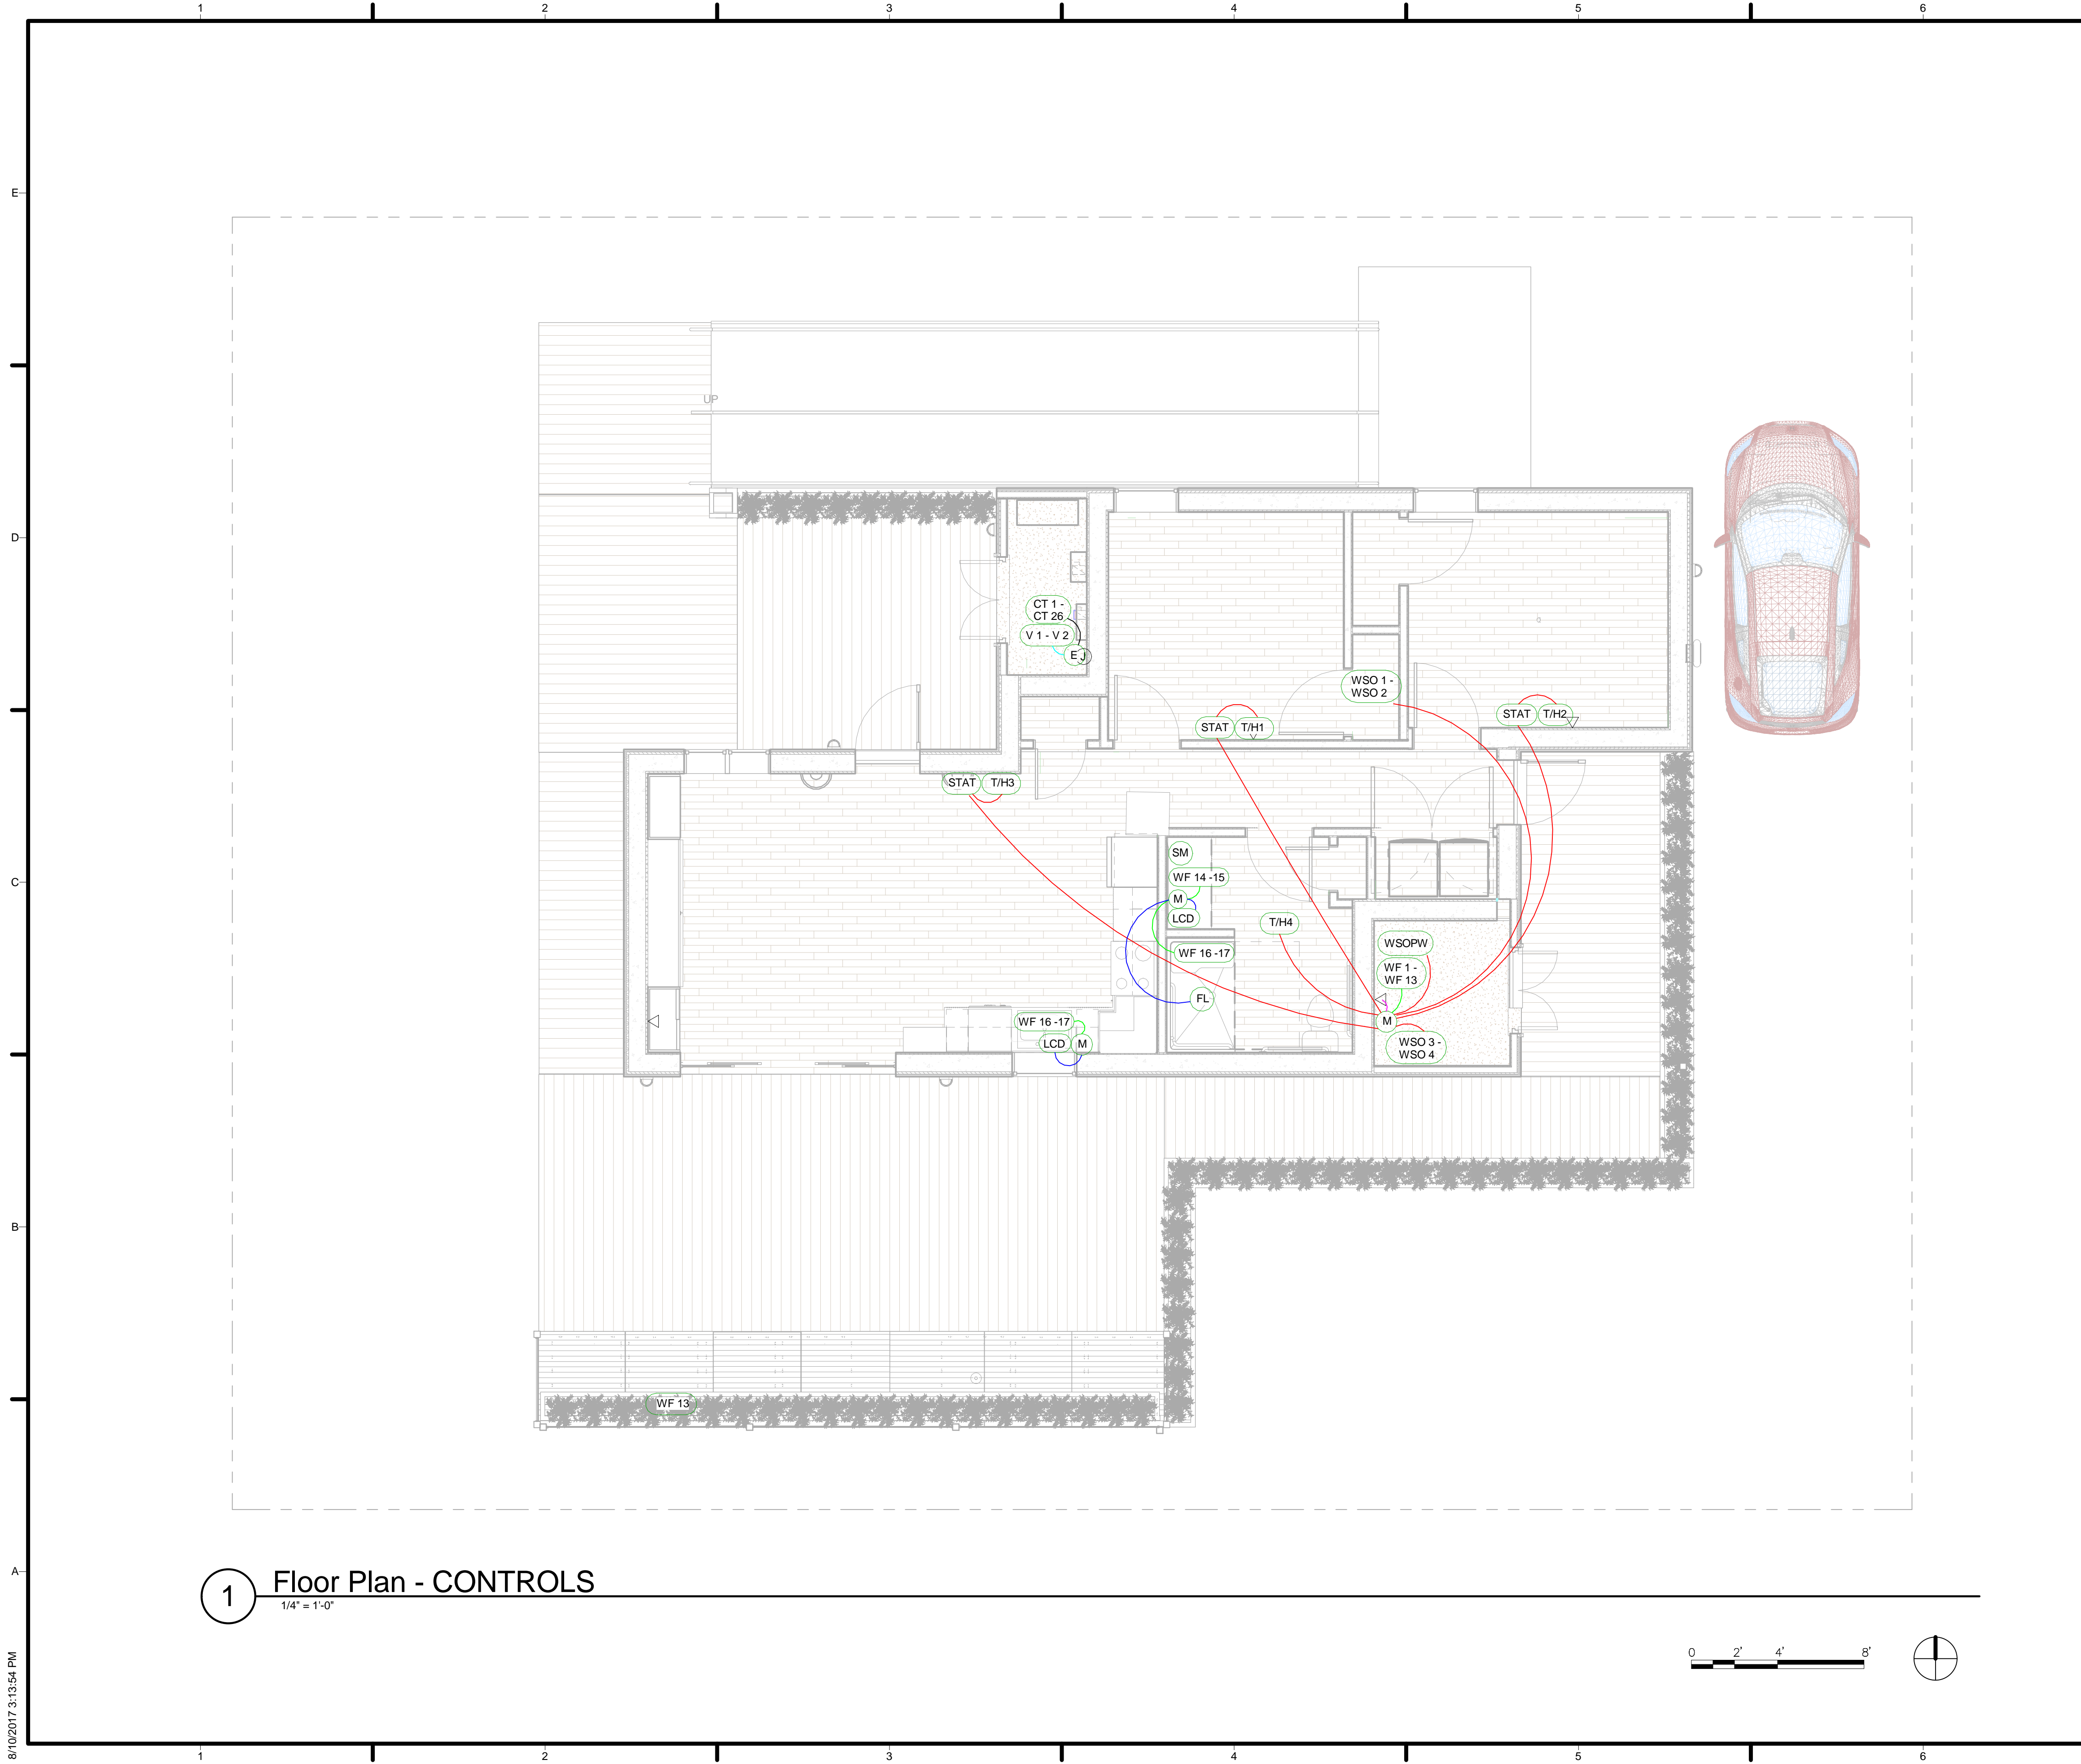 1 2 3 4 5 6
E
UP
D
CT 1 -
CT 26
V 1 - V 2
E J
WSO 1 -
WSO 2
STAT T/H1
STAT T/H2
STAT T/H3
SM
C
WF 14 -15
M
LCD
T/H4
WSOPW
WF 16 -17
WF 1 -
WF 13
FL
WF 16 -17
M
LCD M
WSO 3 -
WSO 4
B
WF 13
A
1 Floor Plan - CONTROLS
1/4" = 1'-0"
0 2' 4' 8'
8/10/2017 3:13:54 PM
1 2 3 4 5 6